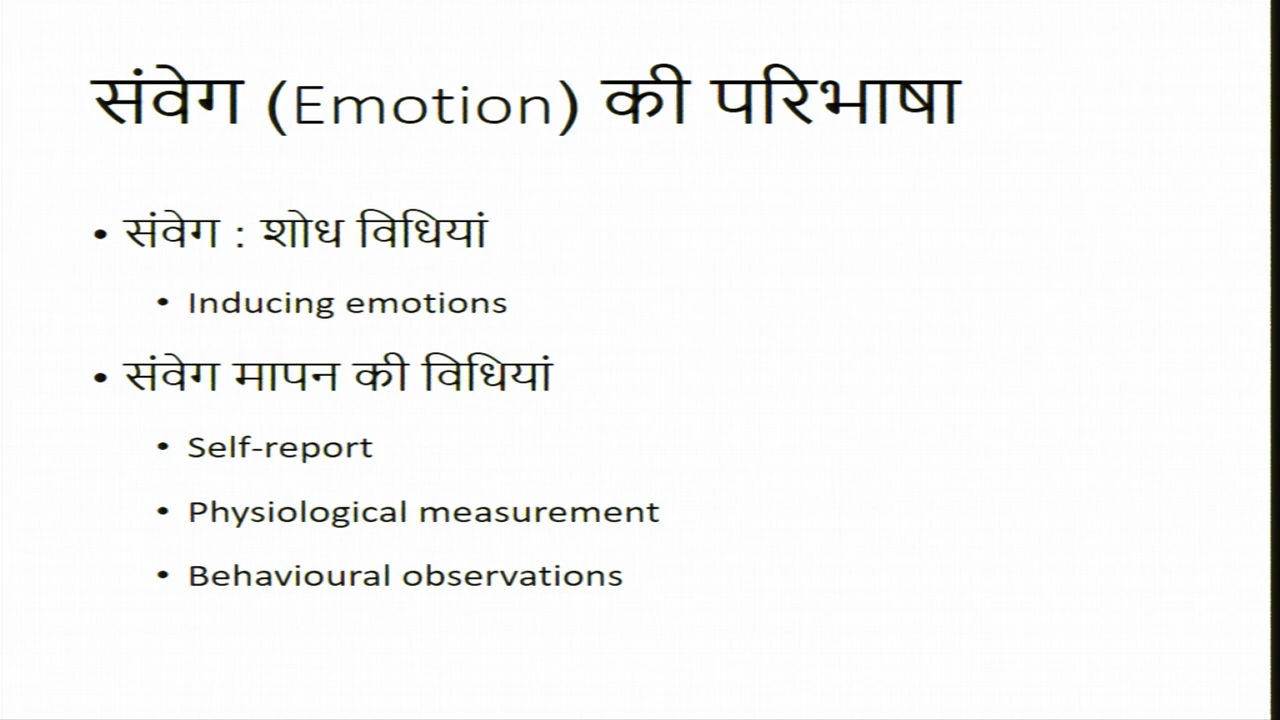 संवेग (Emotion) की परिभाषा
• संवेग : शोध विधियां
• Inducing emotions
• संवेग मापन की विधियां
• Self-report
• Physiological measurement
• Behavioural observations